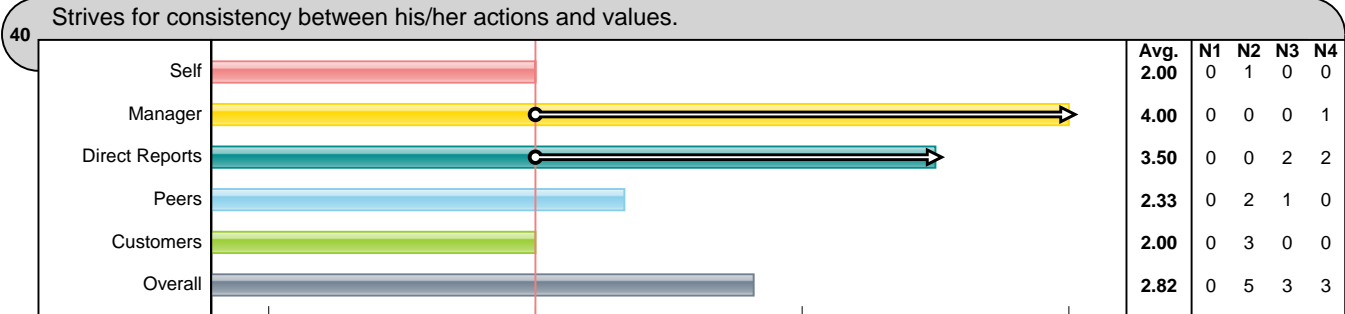 40 Strives for consistency between his/her actions and values.
Avg. N1 N2 N3 N4
Self 2.00 0 1 0 0
Manager 4.00 0 0 0 1
Direct Reports 3.50 0 0 2 2
Peers 2.33 0 2 1 0
Customers 2.00 0 3 0 0
Overall 2.82 0 5 3 3